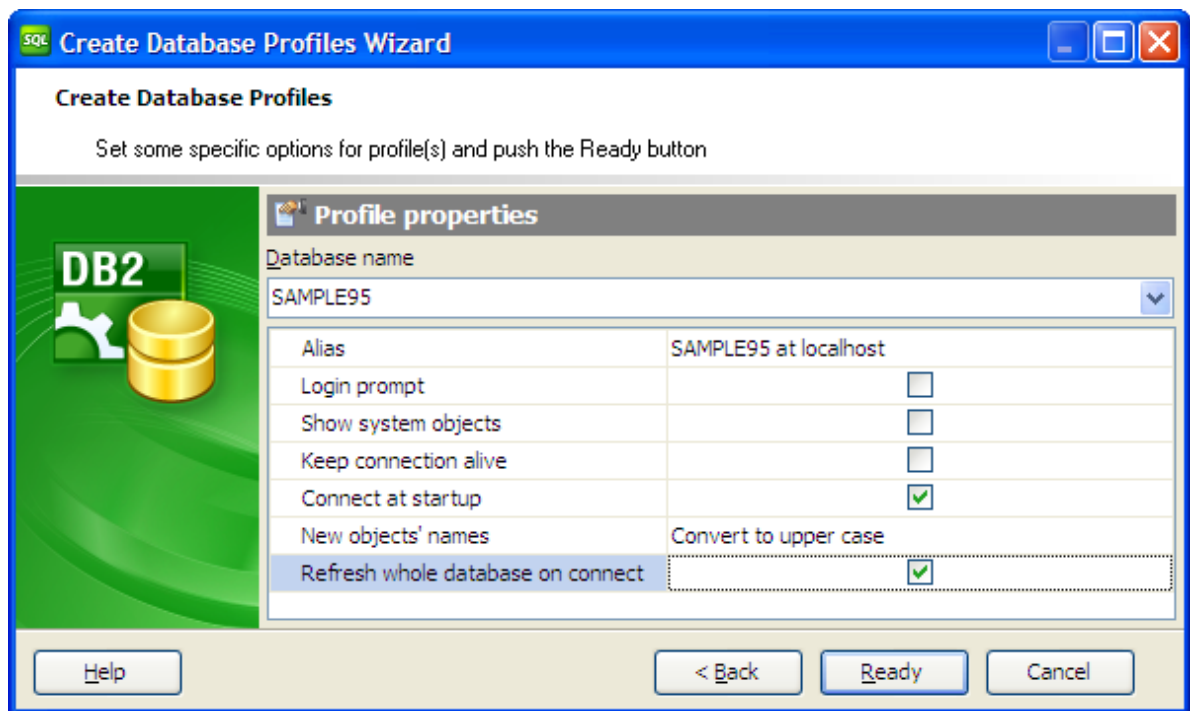 SQL Create Database Profiles Wizard
Create Database Profiles
Set some specific options for profile(s) and push the Ready button
Profile properties
DB2
Database name
SAMPLE95
Alias SAMPLE95 at localhost
Login prompt
Show system objects
Keep connection alive
Connect at startup
New objects' names Convert to upper case
Refresh whole database on connect
Help < Back Ready Cancel